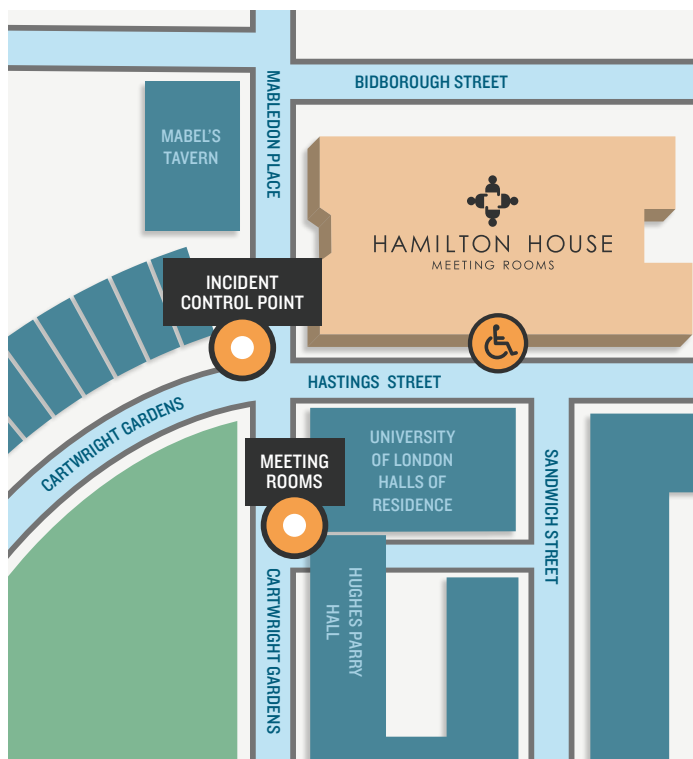 BIDBOROUGH STREET
MABLEDON PLACE
MABEL'S
TAVERN
HAMILTON HOUSE
MEETING ROOMS
INCIDENT
CONTROL POINT
HASTINGS STREET
CARTWRIGHT GARDENS
UNIVERSITY
OF LONDON
HALLS OF
RESIDENCE
MEETING
ROOMS
SANDWICH STREET
CARTWRIGHT GARDENS
HUGHES PARRY
HALL